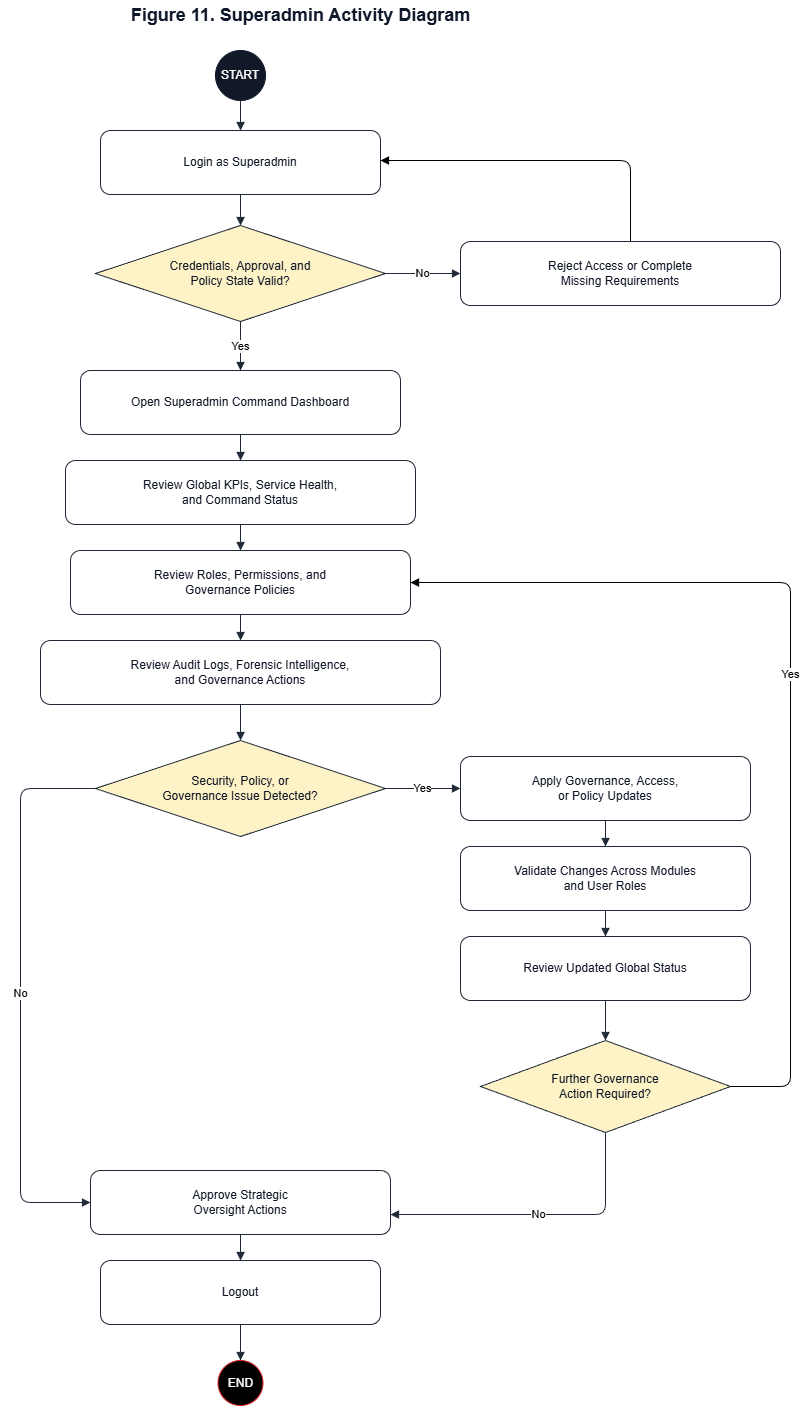 Figure 11. Superadmin Activity Diagram
START
Login as Superadmin
Credentials, Approval, and
Policy State Valid?
No
Reject Access or Complete
Missing Requirements
Yes
Open Superadmin Command Dashboard
Review Global KPIs, Service Health,
and Command Status
Review Roles, Permissions, and
Governance Policies
Review Audit Logs, Forensic Intelligence,
and Governance Actions
Yes
Security, Policy, or
Governance Issue Detected?
Yes
Apply Governance, Access,
or Policy Updates
Validate Changes Across Modules
and User Roles
Review Updated Global Status
No
Further Governance
Action Required?
Approve Strategic
Oversight Actions
No
Logout
END